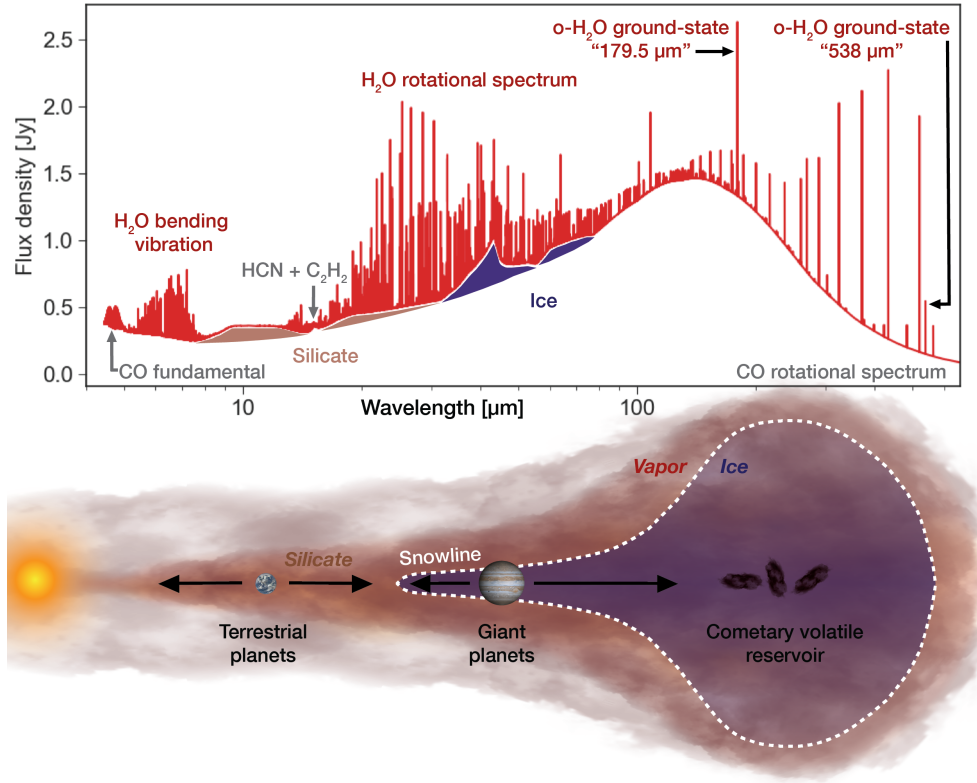 o-H₂O ground-state
“179.5 µm”
o-H₂O ground-state
“538 µm”
H₂O rotational spectrum
H₂O bending
vibration
HCN + C₂H₂
Ice
Silicate
CO fundamental
CO rotational spectrum
Flux density [Jy]
2.5
2.0
1.5
1.0
0.5
0.0
10
100
Wavelength [µm]
Vapor
Ice
Silicate
Snowline
Terrestrial
planets
Giant
planets
Cometary volatile
reservoir